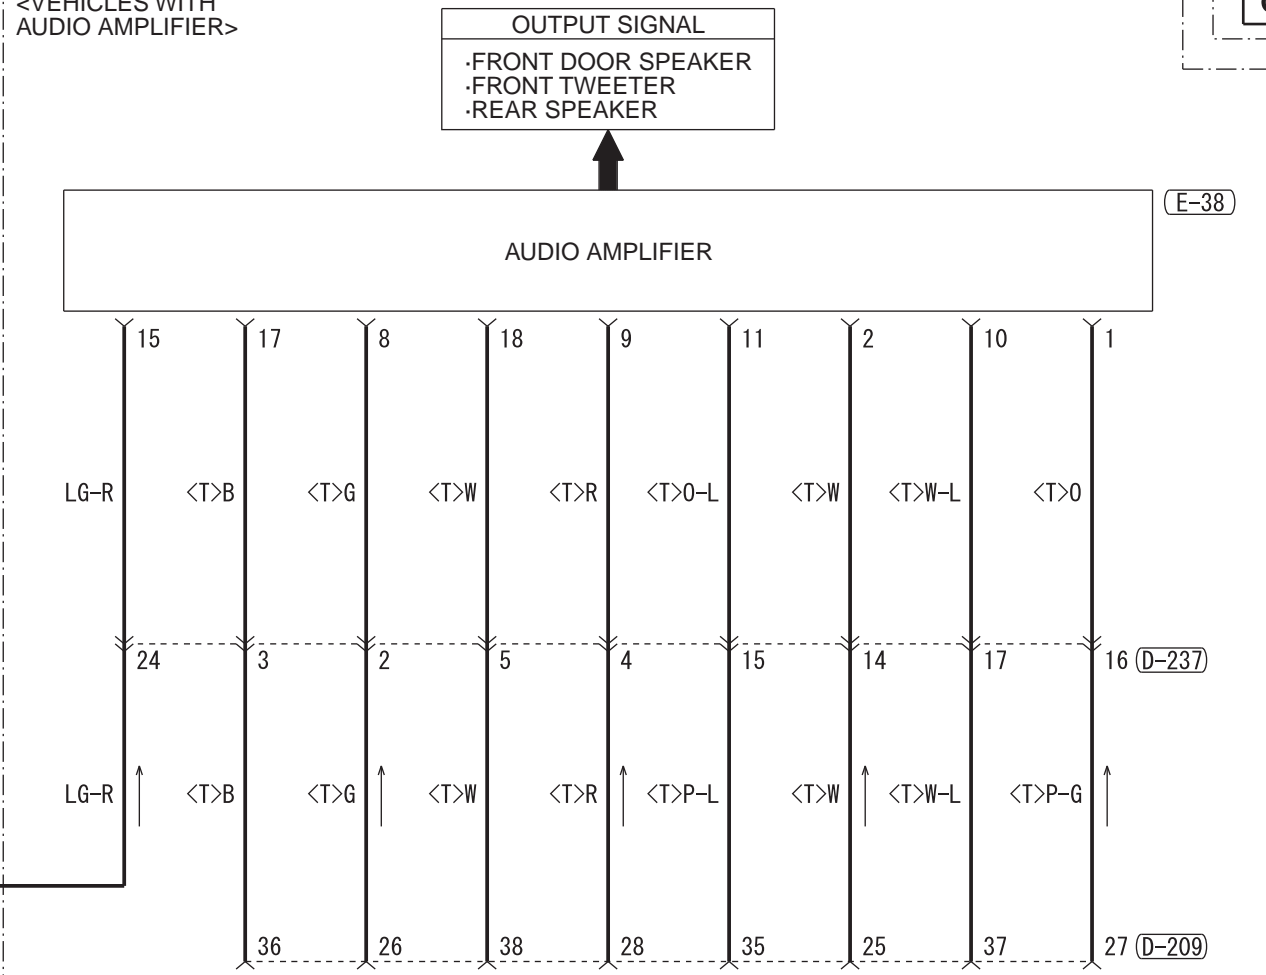 <VEHICLES WITH
AUDIO AMPLIFIER>
OUTPUT SIGNAL
·FRONT DOOR SPEAKER
·FRONT TWEETER
·REAR SPEAKER
E-38
AUDIO AMPLIFIER
15 17 8 18 9 11 2 10 1
LG-R <T>B <T>G <T>W <T>R <T>O-L <T>W <T>W-L <T>O
24 3 2 5 4 15 14 17 16 D-237
LG-R <T>B <T>G <T>W <T>R <T>P-L <T>W <T>W-L <T>P-G
36 26 38 28 35 25 37 27 D-209